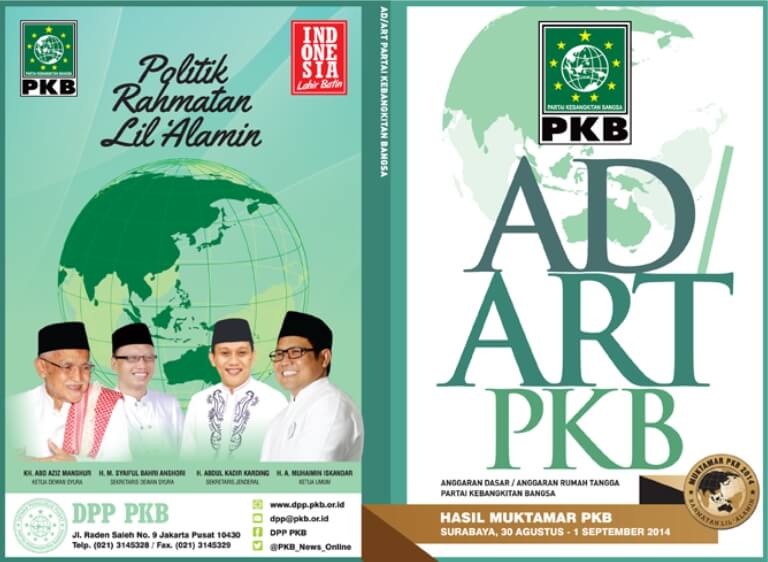 PARTAI KEBANGKITAN BANGSA
PKB
Politik
Rahmatan
Lil 'Alamin
IND
ONE
SIA
Lahir Batin
KH. ABD AZIZ MANSHUR
KETUA DEWAN SYURA
H. M. SYAIFUL BAHRI ANSHORI
SEKRETARIS DEWAN SYURA
H. ABDUL KADIR KARDING
SEKRETARIS JENDERAL
H. A. MUHAIMIN ISKANDAR
KETUA UMUM
DPP PKB
Jl. Raden Saleh No. 9 Jakarta Pusat 10430
Telp. (021) 3145328 / Fax. (021) 3145329
www.dpp.pkb.or.id
dpp@pkb.or.id
DPP PKB
@PKB_News_Online
AD/ART PARTAI KEBANGKITAN BANGSA
PARTAI KEBANGKITAN BANGSA
PKB
AD/
ART
PKB
ANGGARAN DASAR / ANGGARAN RUMAH TANGGA
PARTAI KEBANGKITAN BANGSA
MUKTAMAR PKB 2014
RAHMATAN LIL 'ALAMIN
HASIL MUKTAMAR PKB
SURABAYA, 30 AGUSTUS - 1 SEPTEMBER 2014